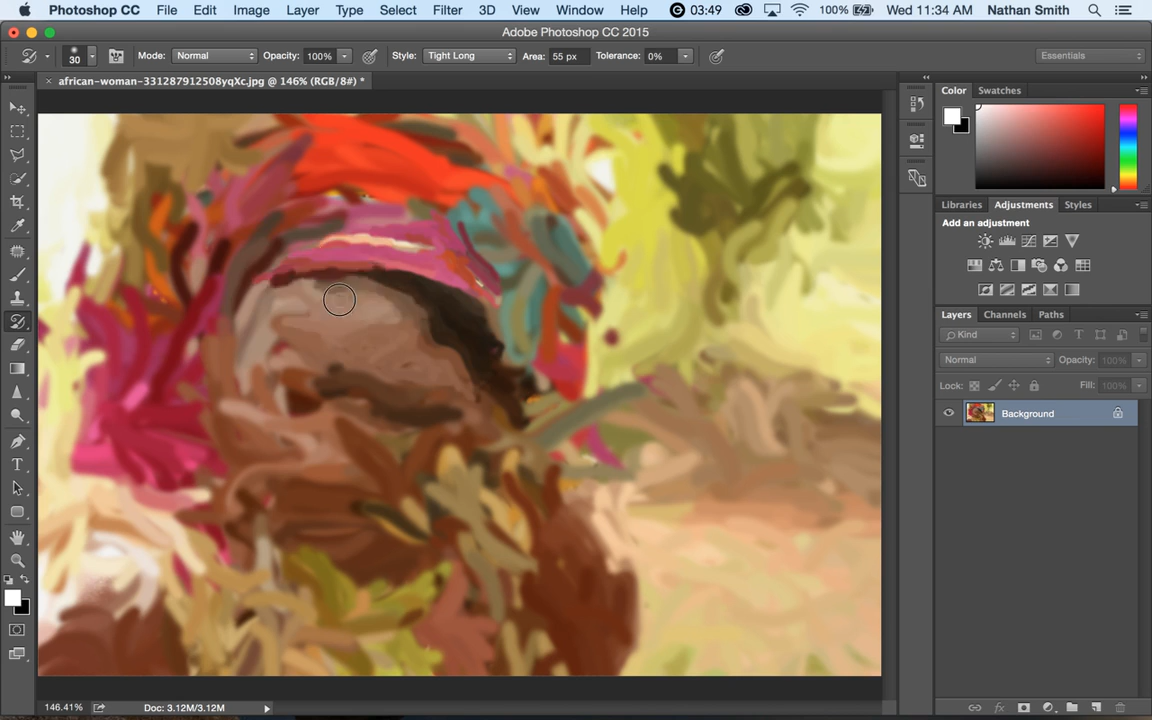 Photoshop CC File Edit Image Layer Type Select Filter 3D View Window Help 03:49 100% Wed 11:34 AM Nathan Smith
Adobe Photoshop CC 2015
30 Mode: Normal Opacity: 100% Style: Tight Long Area: 55 px Tolerance: 0% Essentials
african-woman-331287912508yqXc.jpg @ 146% (RGB/8#) *
Color Swatches
Libraries Adjustments Styles
Add an adjustment
Layers Channels Paths
Kind
Normal Opacity: 100%
Lock: Fill: 100%
Background
146.41% Doc: 3.12M/3.12M